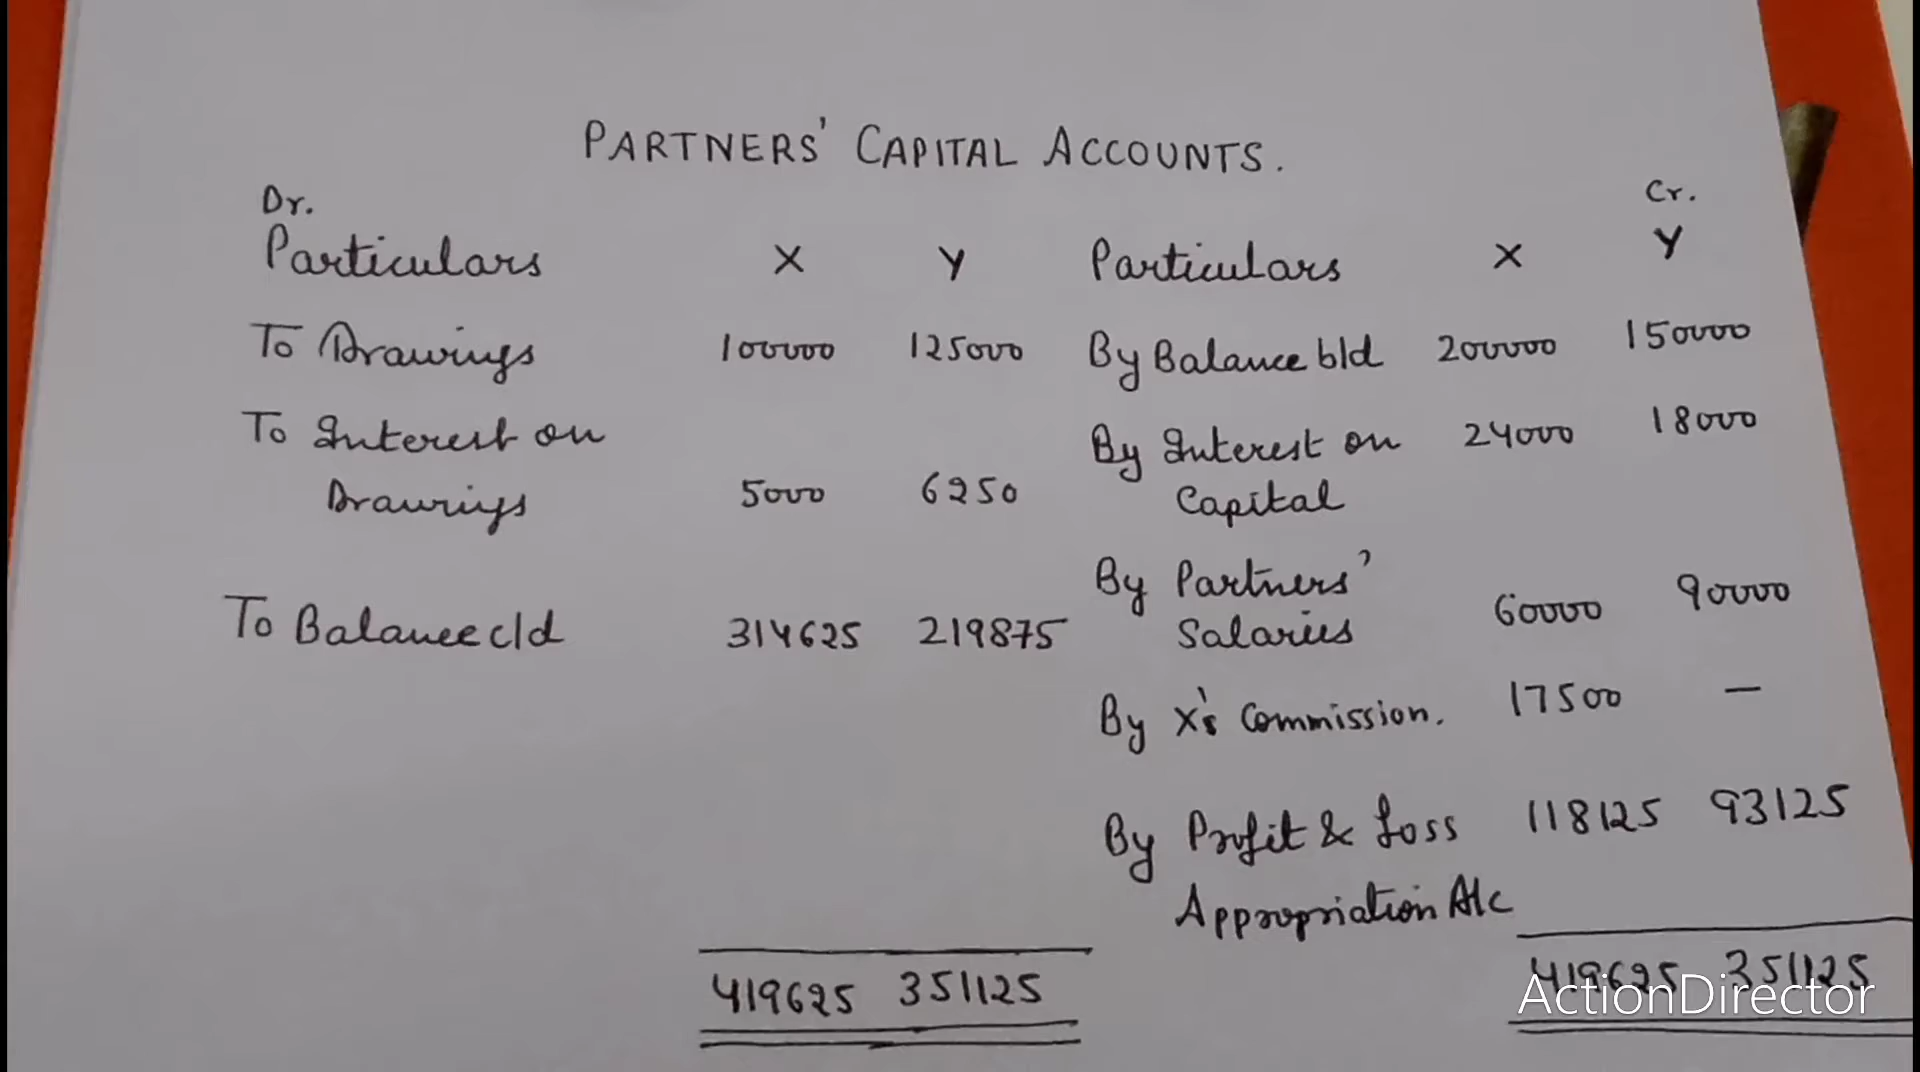 PARTNERS' CAPITAL ACCOUNTS.
Dr. Cr.
Particulars X Y Particulars X Y
To Drawings 100000 125000 By Balance b/d 200000 150000
To Interest on By Interest on 24000 18000
Drawings 5000 6250 Capital
By Partners'
To Balance c/d 314625 219875 Salaries 60000 90000
By X's Commission. 17500 —
By Profit & Loss 118125 93125
Appropriation A/c
419625 351125 419625 351125
ActionDirector